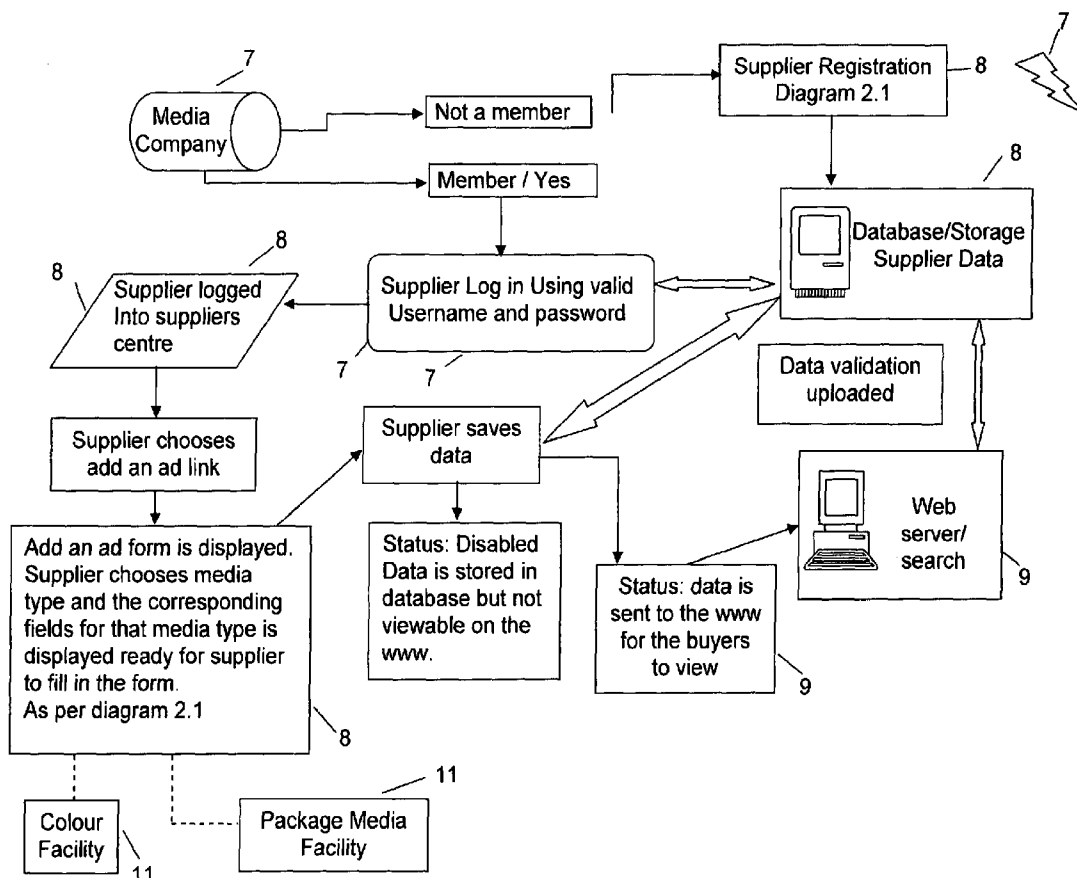 7
7
Supplier Registration
Diagram 2.1
8
Media
Company
Not a member
Member / Yes
8
Database/Storage
Supplier Data
8
8
Supplier logged
Into suppliers
centre
Supplier Log in Using valid
Username and password
7
7
Data validation
uploaded
Supplier chooses
add an ad link
Supplier saves
data
Add an ad form is displayed.
Supplier chooses media
type and the corresponding
fields for that media type is
displayed ready for supplier
to fill in the form.
As per diagram 2.1
8
Status: Disabled
Data is stored in
database but not
viewable on the
www.
Status: data is
sent to the www
for the buyers
to view
9
Web
server/
search
9
Colour
Facility
11
Package Media
Facility
11